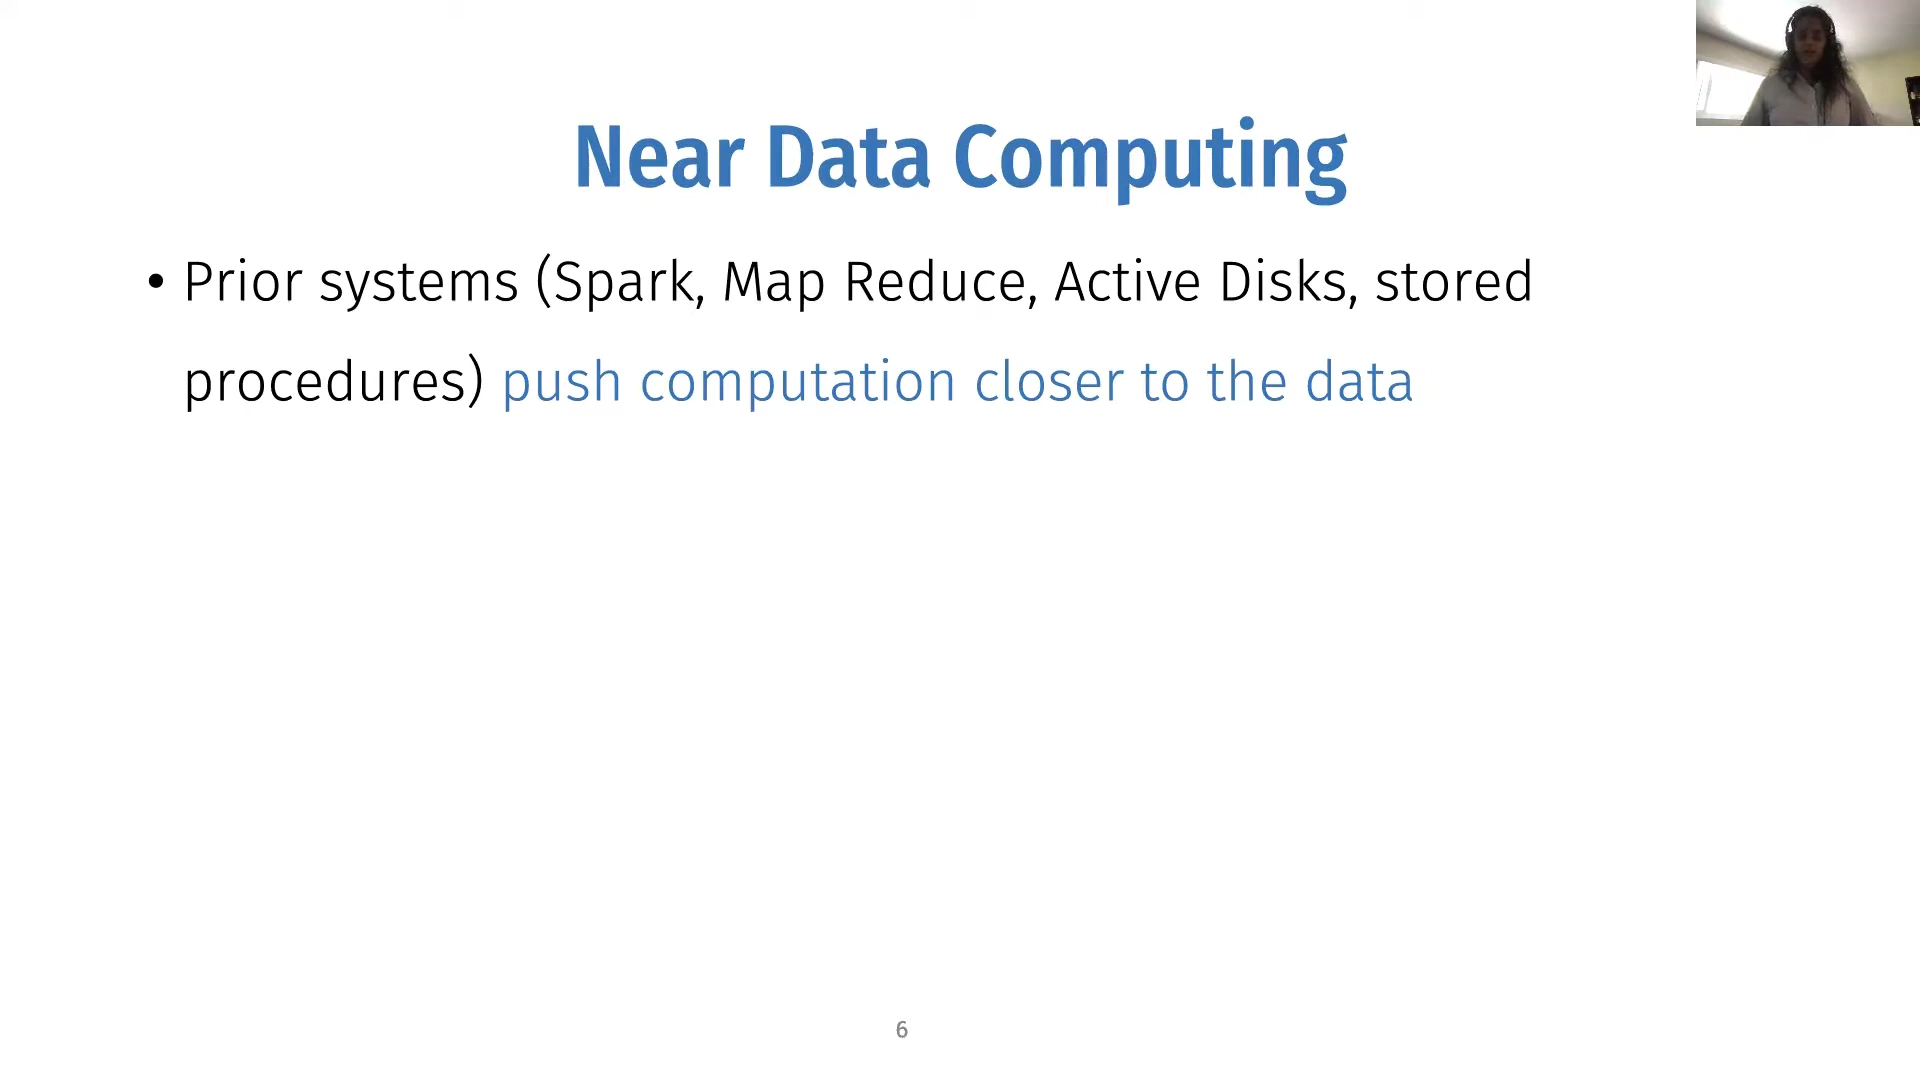 Near Data Computing
• Prior systems (Spark, Map Reduce, Active Disks, stored
procedures) push computation closer to the data
6